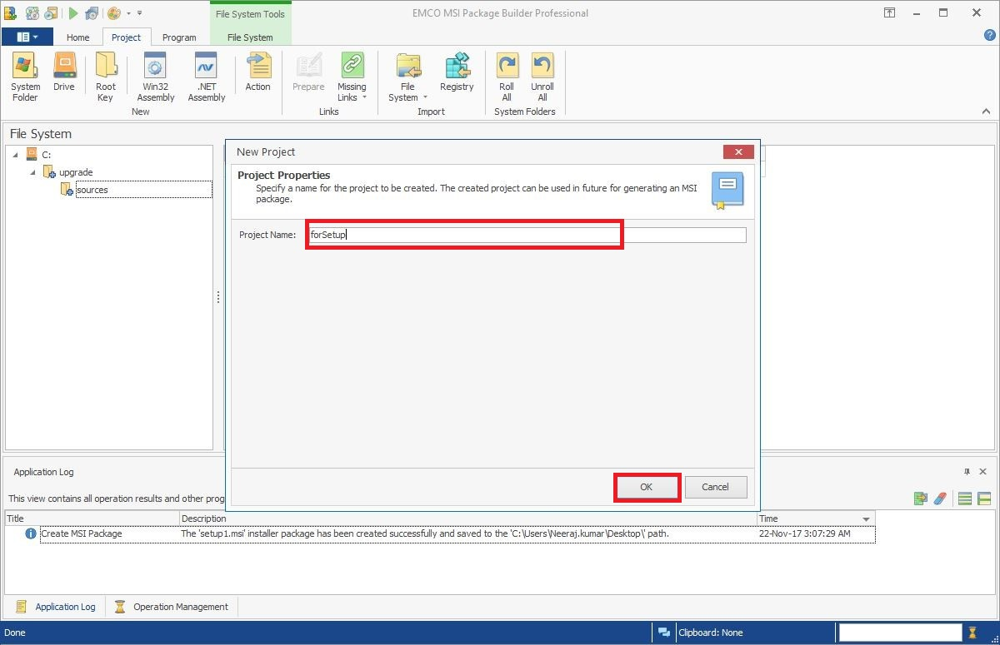 File System Tools
EMCO MSI Package Builder Professional
Home
Project
Program
File System
System
Folder
Drive
Root
Key
Win32
Assembly
.NET
Assembly
Action
Prepare
Missing
Links
File
System
Registry
Roll
All
Unroll
All
New
Links
Import
System Folders
File System
C:
upgrade
sources
New Project
Project Properties
Specify a name for the project to be created. The created project can be used in future for generating an MSI
package.
Project Name:
forSetup
OK
Cancel
Application Log
This view contains all operation results and other prog
Title
Description
Time
Create MSI Package
The 'setup1.msi' installer package has been created successfully and saved to the 'C:\Users\Neeraj.kumar\Desktop\' path.
22-Nov-17 3:07:29 AM
Application Log
Operation Management
Done
Clipboard: None